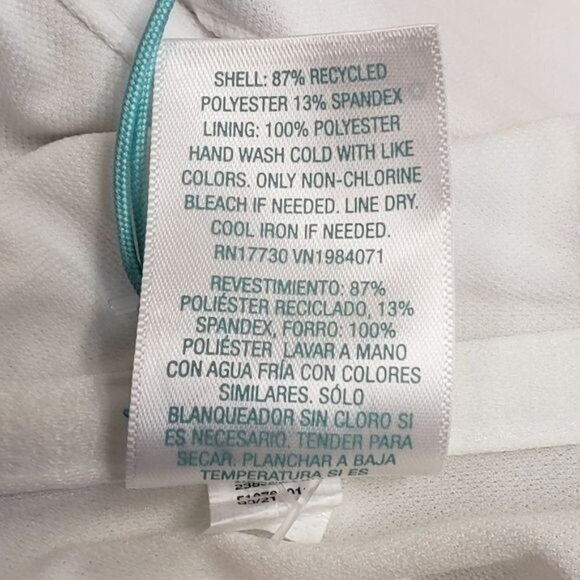 SHELL: 87% RECYCLED
POLYESTER 13% SPANDEX
LINING: 100% POLYESTER
HAND WASH COLD WITH LIKE
COLORS. ONLY NON-CHLORINE
BLEACH IF NEEDED. LINE DRY.
COOL IRON IF NEEDED.
RN17730 VN1984071
REVESTIMIENTO: 87%
POLIÉSTER RECICLADO, 13%
SPANDEX, FORRO: 100%
POLIÉSTER LAVAR A MANO
CON AGUA FRÍA CON COLORES
SIMILARES. SÓLO
BLANQUEADOR SIN CLORO SI
ES NECESARIO. TENDER PARA
SECAR. PLANCHAR A BAJA
TEMPERATURA SI ES